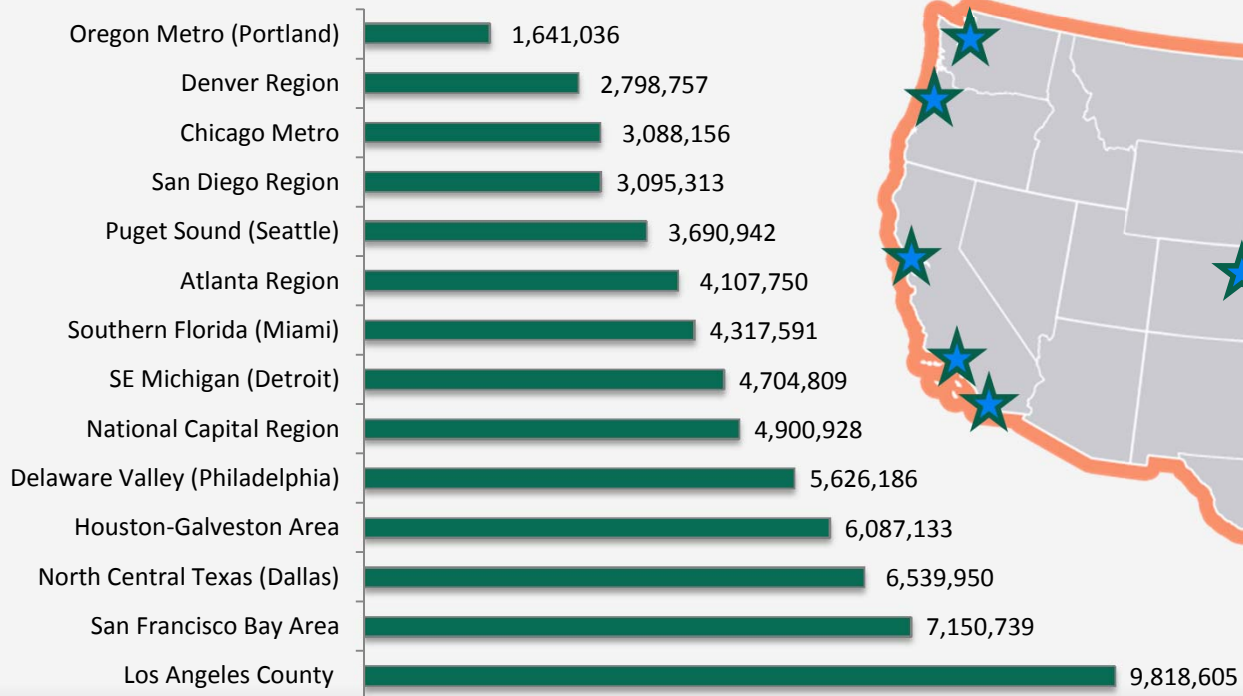 Oregon Metro (Portland) 1,641,036
Denver Region 2,798,757
Chicago Metro 3,088,156
San Diego Region 3,095,313
Puget Sound (Seattle) 3,690,942
Atlanta Region 4,107,750
Southern Florida (Miami) 4,317,591
SE Michigan (Detroit) 4,704,809
National Capital Region 4,900,928
Delaware Valley (Philadelphia) 5,626,186
Houston-Galveston Area 6,087,133
North Central Texas (Dallas) 6,539,950
San Francisco Bay Area 7,150,739
Los Angeles County 9,818,605